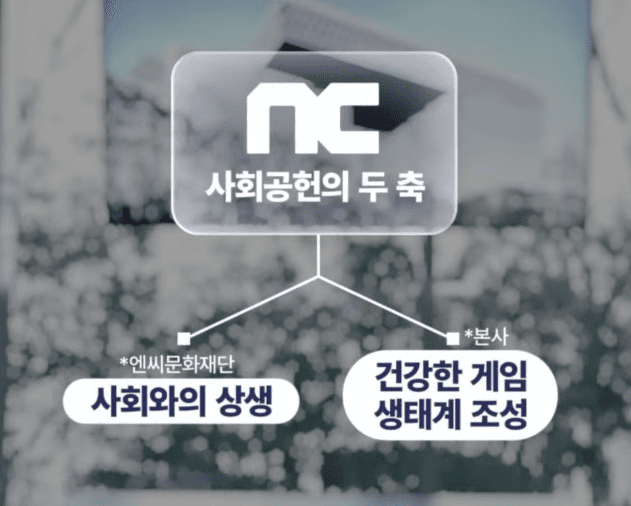 nc
사회공헌의 두 축
*엔씨문화재단
사회와의 상생
*본사
건강한 게임
생태계 조성